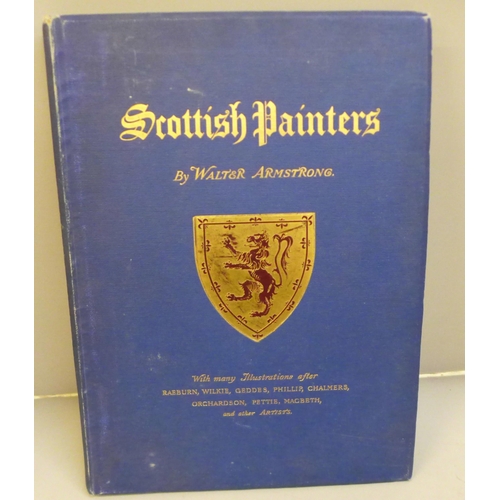 Scottish Painters
By WALTER ARMSTRONG.
With many Illustrations after
RAEBURN, WILKIE, GEDDES, PHILLIP, CHALMERS,
ORCHARDSON, PETTIE, MACBETH,
and other ARTISTS.